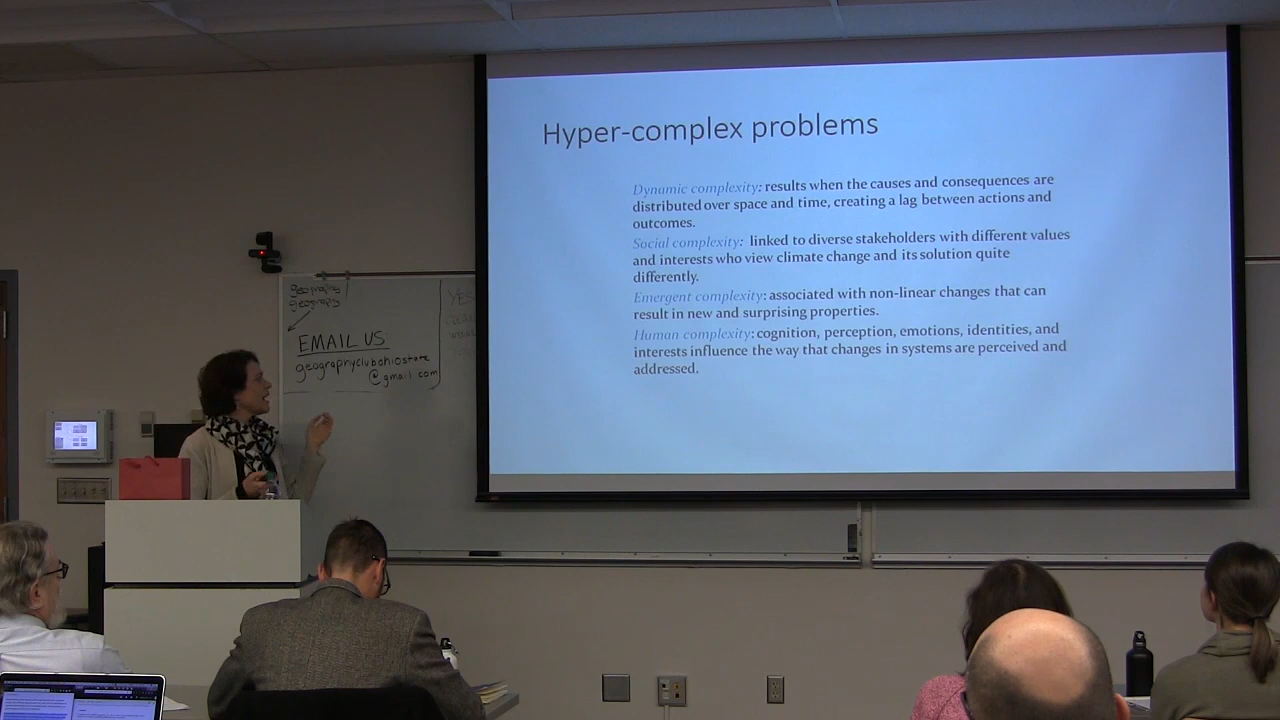 Hyper-complex problems
Dynamic complexity: results when the causes and consequences are
distributed over space and time, creating a lag between actions and
outcomes.
Social complexity: linked to diverse stakeholders with different values
and interests who view climate change and its solution quite
differently.
Emergent complexity: associated with non-linear changes that can
result in new and surprising properties.
Human complexity: cognition, perception, emotions, identities, and
interests influence the way that changes in systems are perceived and
addressed.
geography
EMAIL US
geographyclubohiostate
@gmail com
YES